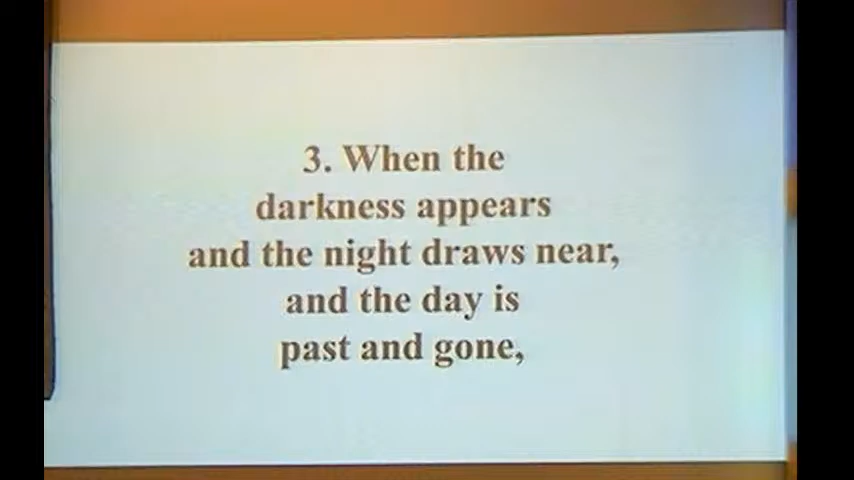 3. When the
darkness appears
and the night draws near,
and the day is
past and gone,